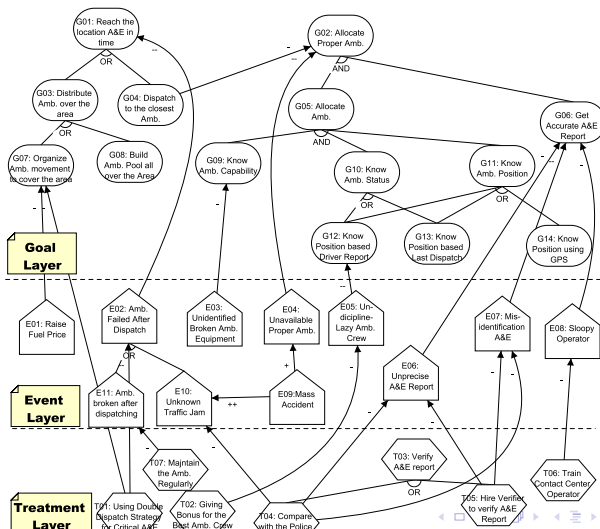 G01: Reach the
location A&E in
time
--
OR
G02: Allocate
Proper Amb.
-
--
AND
G03: Distribute
Amb. over the
area
OR
G04: Dispatch
to the closest
Amb.
G05: Allocate
Amb.
AND
G06: Get
Accurate A&E
Report
G07: Organize
Amb. movement
to cover the area
G08: Build
Amb. Pool all
over the Area
G09: Know
Amb. Capability
G10: Know
Amb. Status
OR
G11: Know
Amb. Position
OR
G12: Know
Position based
Driver Report
G13: Know
Position based
Last Dispatch
G14: Know
Position using
GPS
Goal
Layer
E01: Raise
Fuel Price
E02: Amb.
Failed After
Dispatch
OR
E03:
Unidentified
Broken Amb.
Equipment
E04:
Unavailable
Proper Amb.
E05: Un-
dicipline-
Lazy Amb.
Crew
E07: Mis-
identification
A&E
E08: Sloopy
Operator
E06:
Unprecise
A&E Report
E11: Amb.
broken after
dispatching
E10:
Unknown
Traffic Jam
++
+
E09:Mass
Accident
Event
Layer
T07: Majntain
the Amb.
Regularly
T03: Verify
A&E report
OR
T06: Train
Contact Center
Operator
Treatment
Layer
T01: Using Double
Dispatch Strategy
for Critical A&E
T02: Giving
Bonus for the
Best Amb. Crew
T04: Compare
with the Police
T05: Hire Verifier
to verify A&E
Report